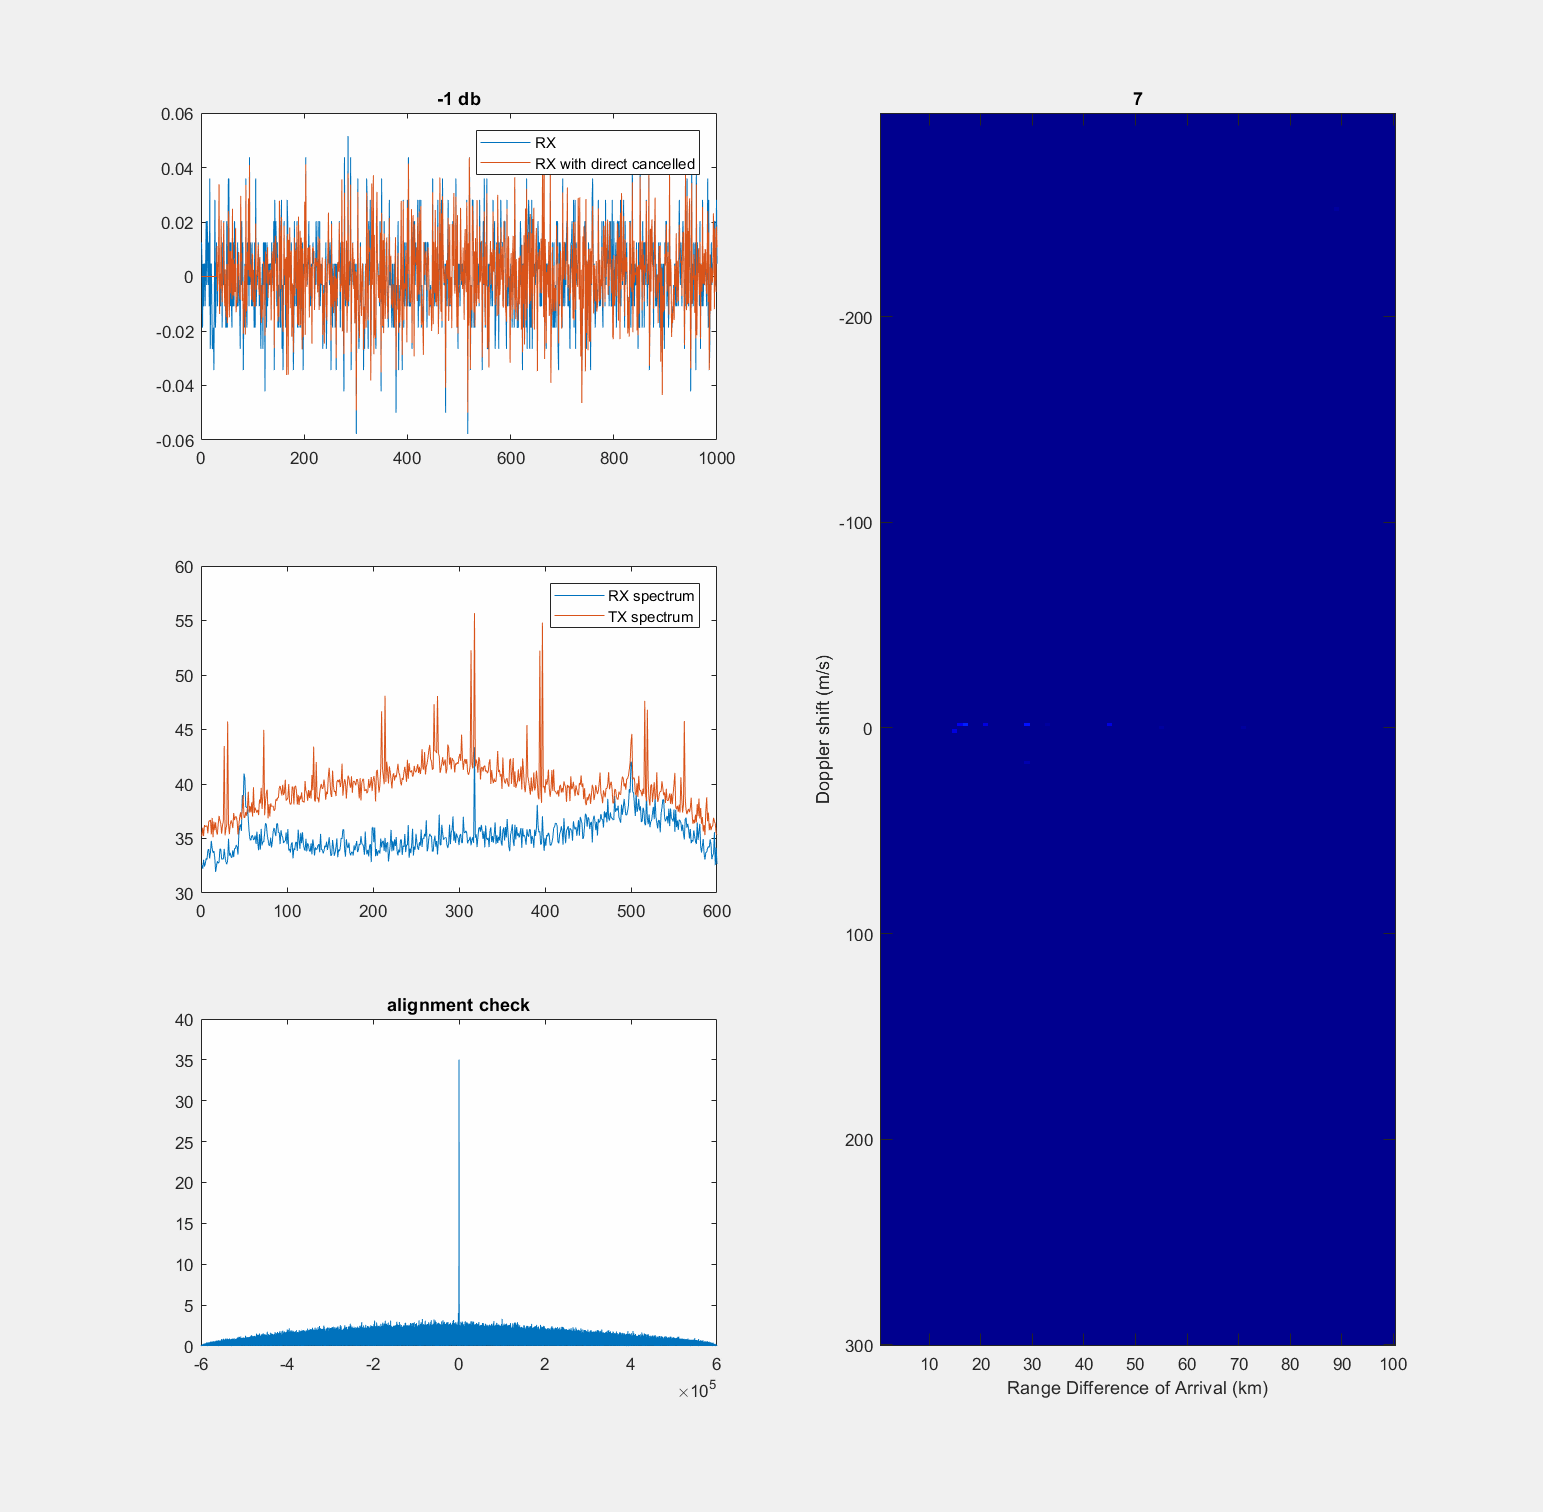 -1 db
0.06
0.04
0.02
0
-0.02
-0.04
-0.06
0 200 400 600 800 1000
RX
RX with direct cancelled
60
55
50
45
40
35
30
0 100 200 300 400 500 600
RX spectrum
TX spectrum
alignment check
40
35
30
25
20
15
10
5
0
-6 -4 -2 0 2 4 6
×10^5
7
-200
-100
0
100
200
300
Doppler shift (m/s)
10 20 30 40 50 60 70 80 90 100
Range Difference of Arrival (km)